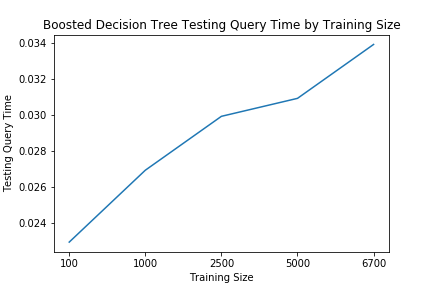 Boosted Decision Tree Testing Query Time by Training Size
0.034
0.032
0.030
0.028
0.026
0.024
Testing Query Time
100 1000 2500 5000 6700
Training Size